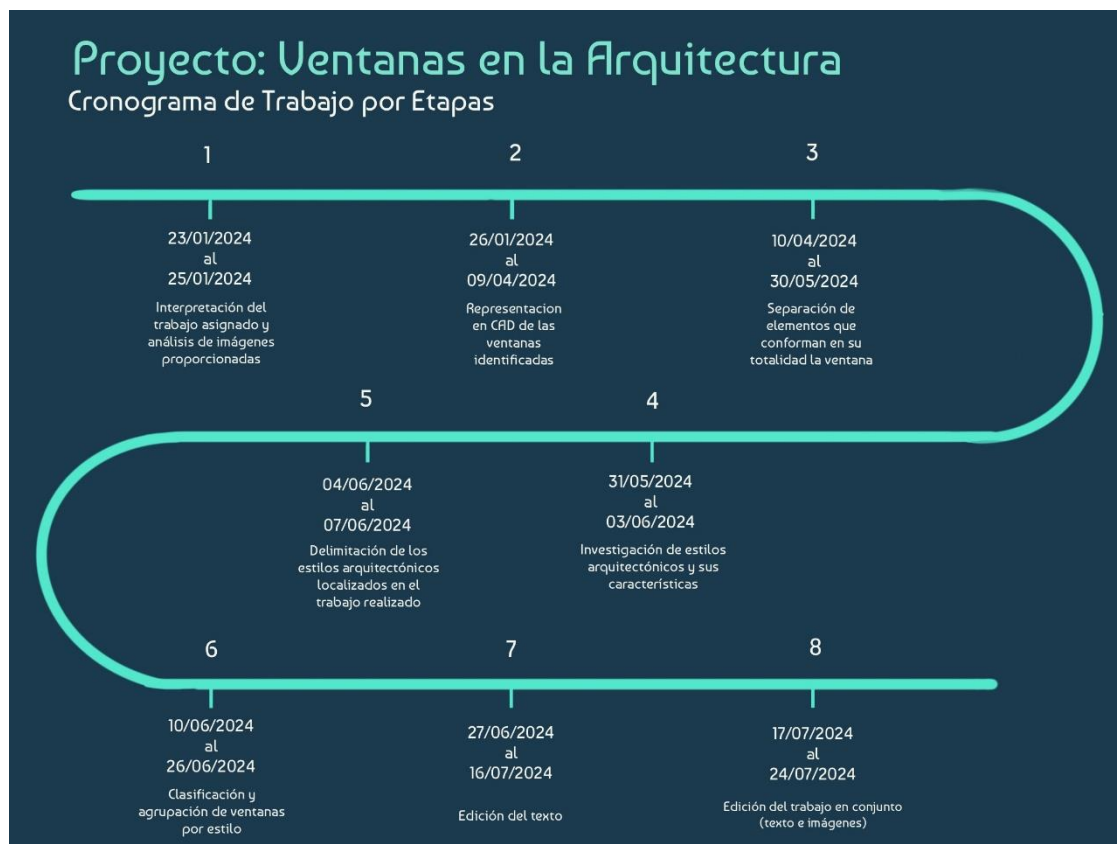 Proyecto: Ventanas en la Arquitectura
Cronograma de Trabajo por Etapas
1
23/01/2024
al
25/01/2024
Interpretación del
trabajo asignado y
análisis de imágenes
proporcionadas
2
26/01/2024
al
09/04/2024
Representacion
en CAD de las
ventanas
identificadas
3
10/04/2024
al
30/05/2024
Separación de
elementos que
conforman en su
totalidad la ventana
4
31/05/2024
al
03/06/2024
Investigación de estilos
arquitectónicos y sus
características
5
04/06/2024
al
07/06/2024
Delimitación de los
estilos arquitectónicos
localizados en el
trabajo realizado
6
10/06/2024
al
26/06/2024
Clasificación y
agrupación de ventanas
por estilo
7
27/06/2024
al
16/07/2024
Edición del texto
8
17/07/2024
al
24/07/2024
Edición del trabajo en conjunto
(texto e imágenes)